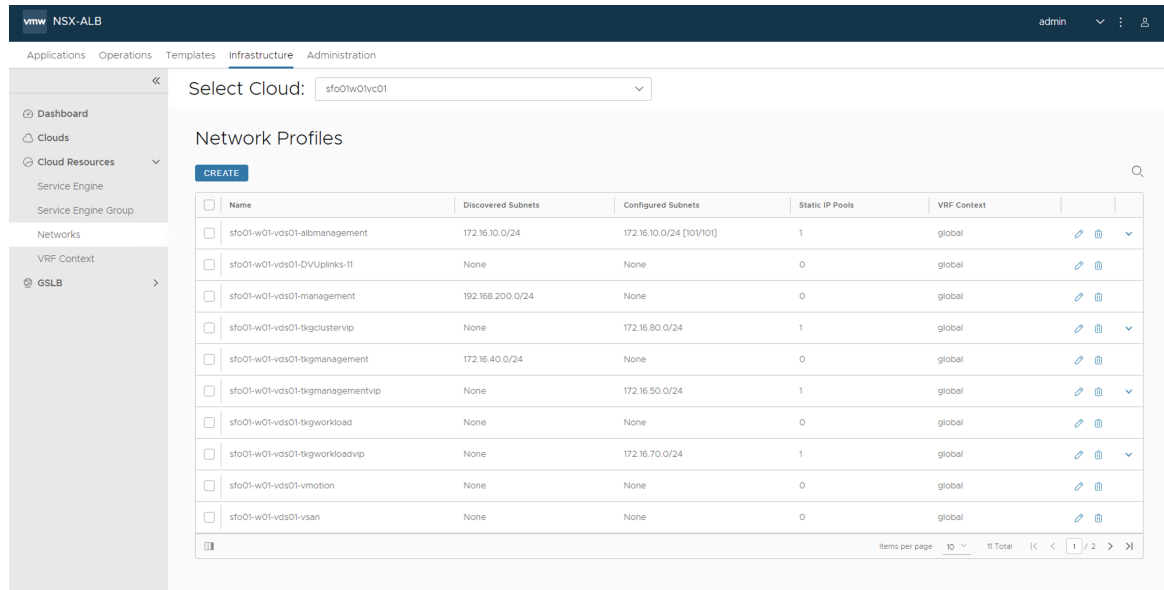 vmw NSX-ALB admin
Applications Operations Templates Infrastructure Administration
Select Cloud: sfo01w01vc01
Dashboard
Clouds
Cloud Resources
Service Engine
Service Engine Group
Networks
VRF Context
GSLB
Network Profiles
CREATE
Name Discovered Subnets Configured Subnets Static IP Pools VRF Context
sfo01-w01-vds01-albmanagement 172.16.10.0/24 172.16.10.0/24 [101/101] 1 global
sfo01-w01-vds01-DVUplinks-11 None None 0 global
sfo01-w01-vds01-management 192.168.200.0/24 None 0 global
sfo01-w01-vds01-tkgclustervip None 172.16.80.0/24 1 global
sfo01-w01-vds01-tkgmanagement 172.16.40.0/24 None 0 global
sfo01-w01-vds01-tkgmanagementvip None 172.16.50.0/24 1 global
sfo01-w01-vds01-tkgworkload None None 0 global
sfo01-w01-vds01-tkgworkloadvip None 172.16.70.0/24 1 global
sfo01-w01-vds01-vmotion None None 0 global
sfo01-w01-vds01-vsan None None 0 global
Items per page 10 11 Total 1 / 2